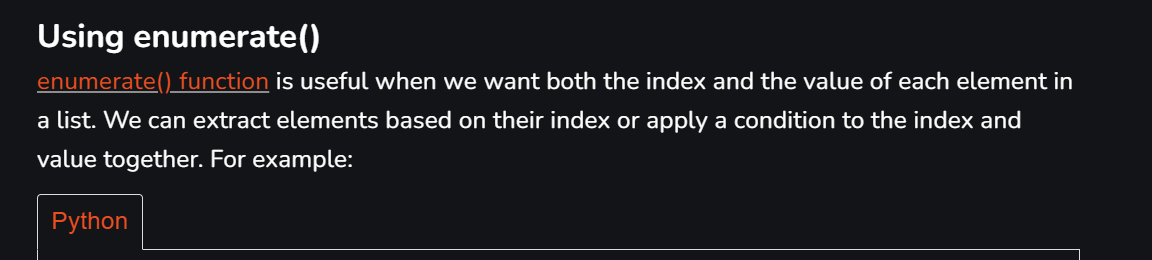 Using enumerate()
enumerate() function is useful when we want both the index and the value of each element in
a list. We can extract elements based on their index or apply a condition to the index and
value together. For example:
Python